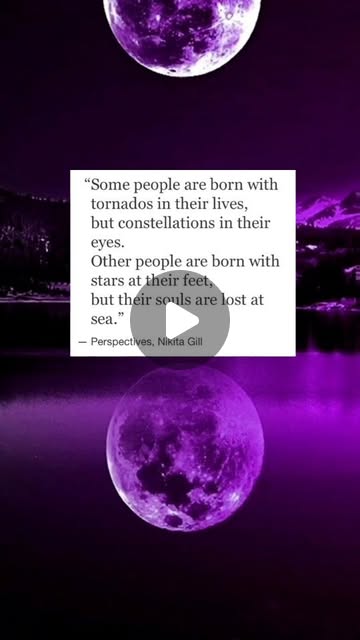 “Some people are born with
tornados in their lives,
but constellations in their
eyes.
Other people are born with
stars at their feet,
but their souls are lost at
sea.”
— Perspectives, Nikita Gill